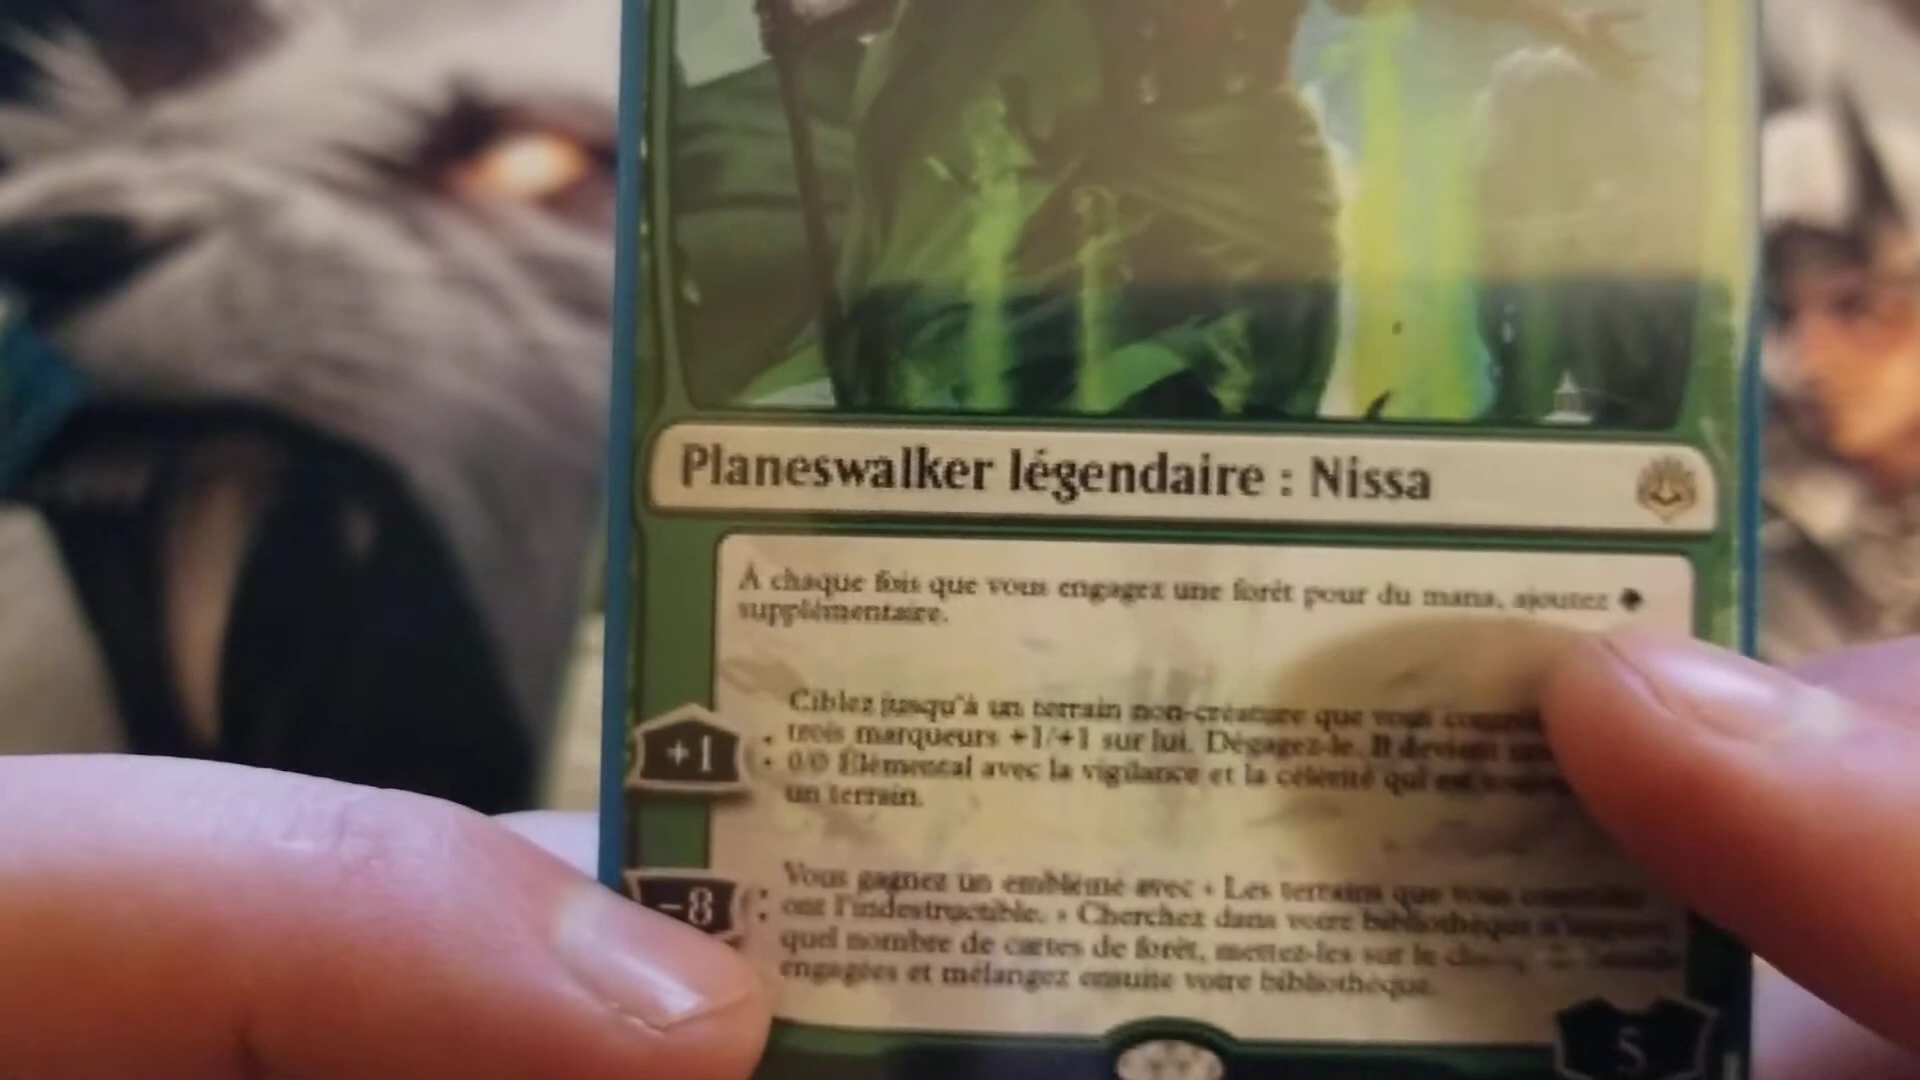 Planeswalker légendaire : Nissa
À chaque fois que vous engagez une forêt pour du mana, ajoutez
supplémentaire.
Ciblez jusqu'à un terrain non-créature que vous
+1 : trois marqueurs +1/+1 sur lui. Dégagez-le. Il devient
0/0 Élémental avec la vigilance et la célérité qui est
un terrain.
Vous gagnez un emblème avec « Les terrains que vous
-8 : ont l'indestructible. » Cherchez dans votre bibliothèque
quel nombre de cartes de forêt, mettez-les sur le
engagées et mélangez ensuite votre bibliothèque.
5